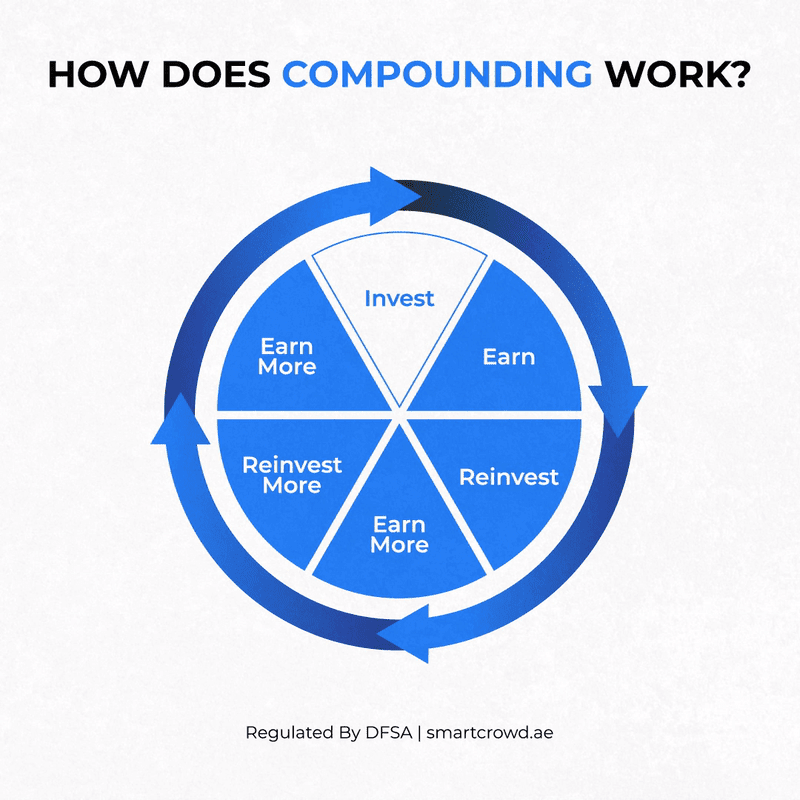 HOW DOES COMPOUNDING WORK?
Invest
Earn
Reinvest
Earn
More
Reinvest
More
Earn
More
Regulated By DFSA | smartcrowd.ae